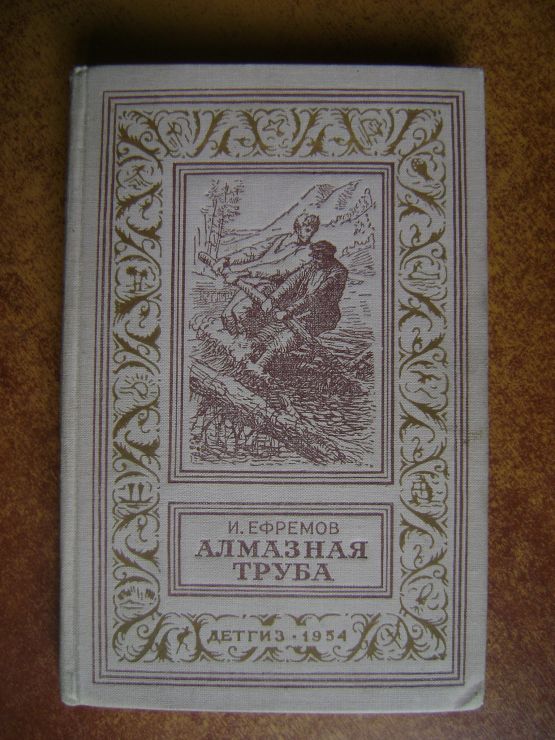 И. ЕФРЕМОВ
АЛМАЗНАЯ
ТРУБА
ДЕТГИЗ · 1954